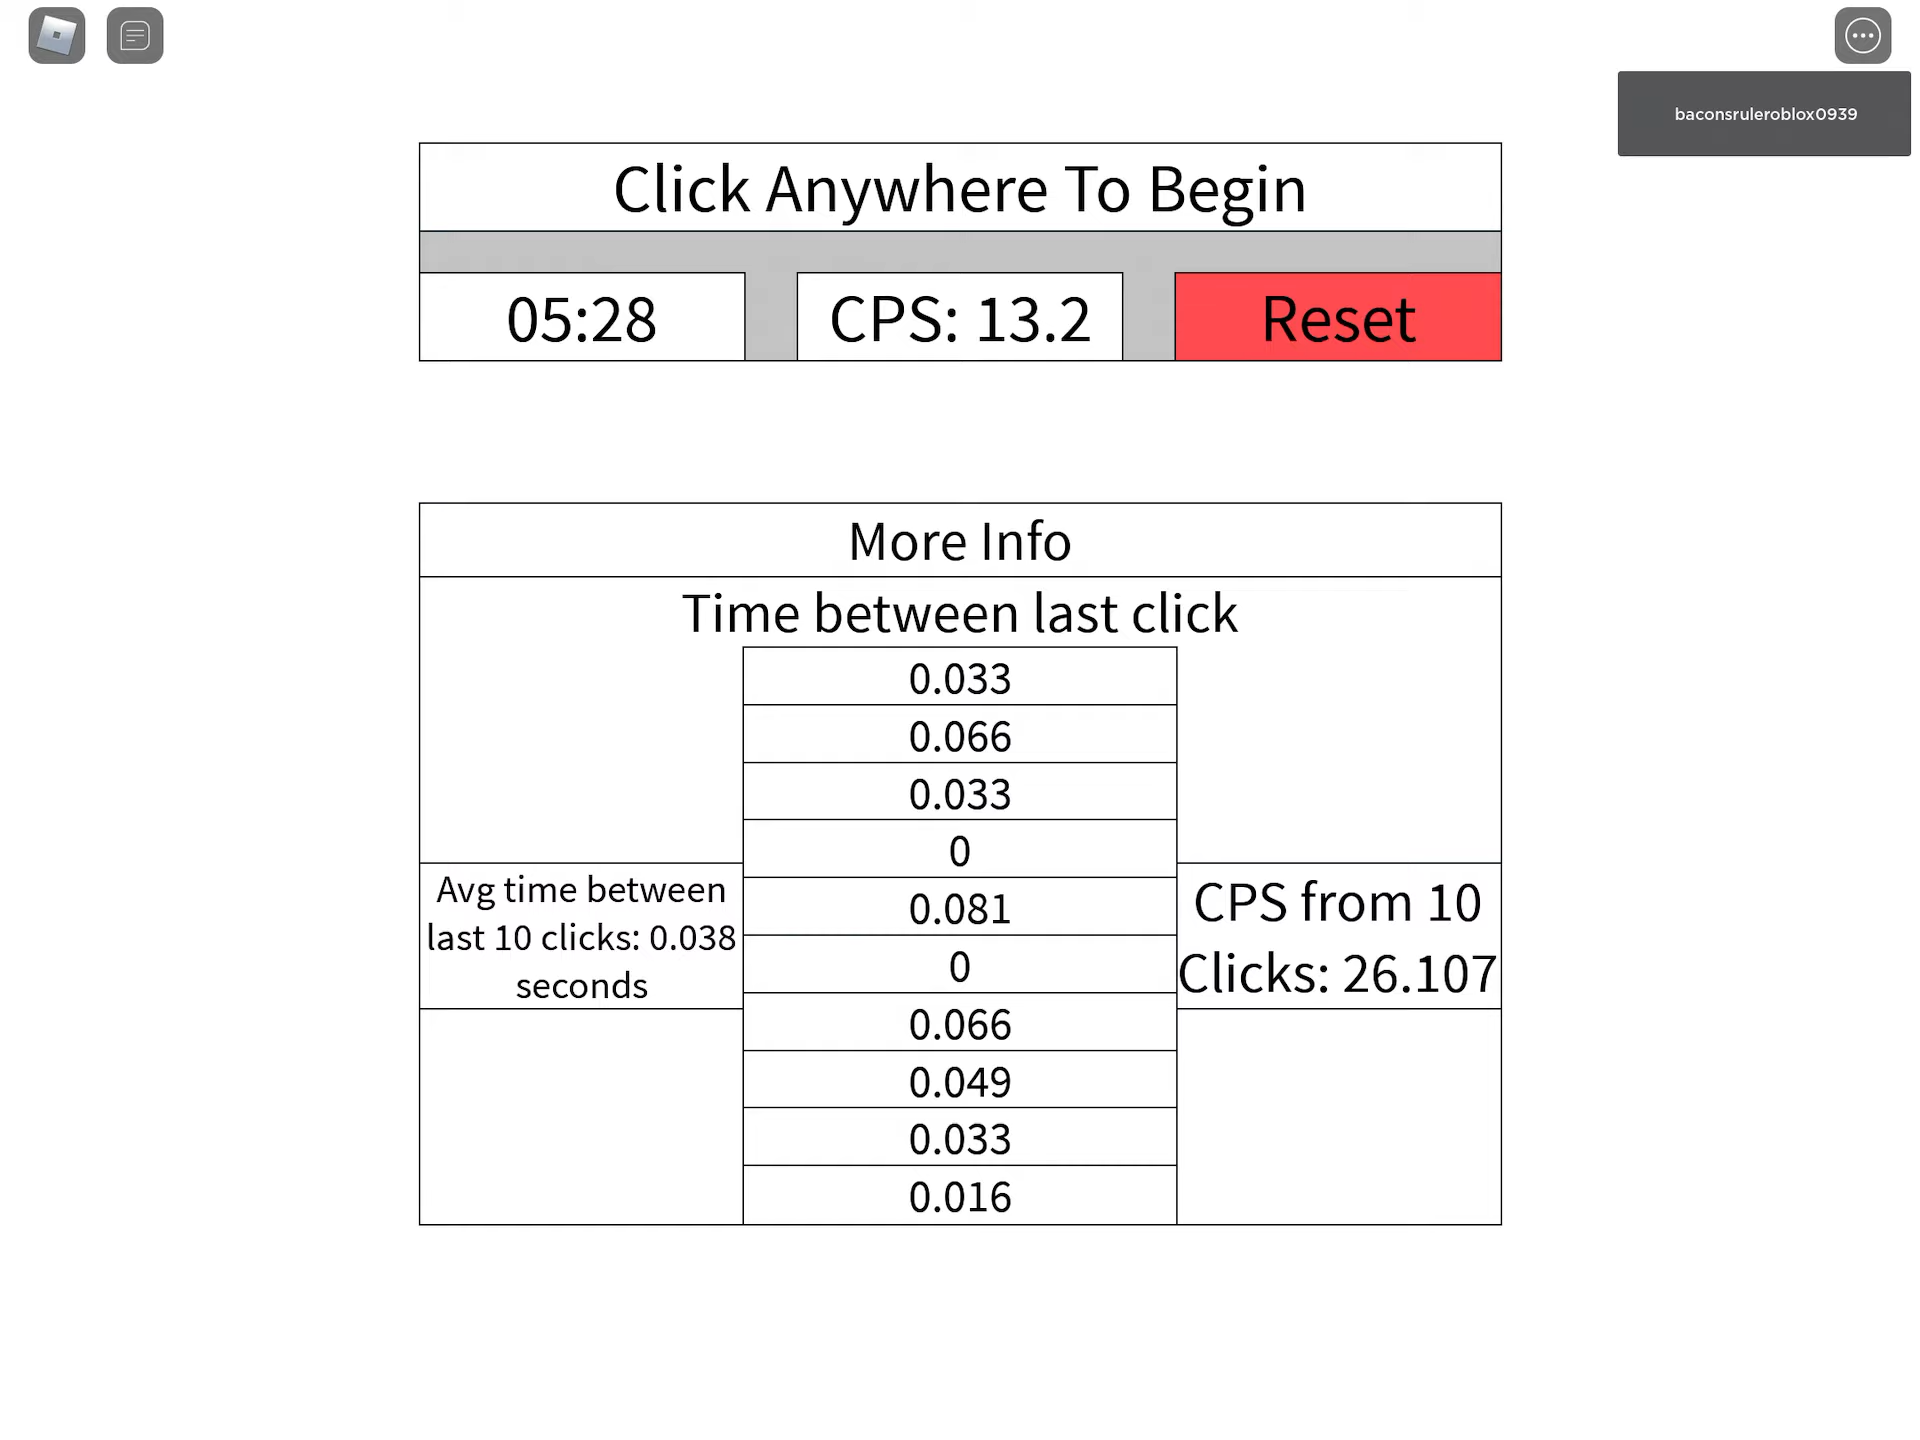 baconsruleroblox0939
Click Anywhere To Begin
05:28
CPS: 13.2
Reset
More Info
Time between last click
0.033
0.066
0.033
0
0.081
0
0.066
0.049
0.033
0.016
Avg time between
last 10 clicks: 0.038
seconds
CPS from 10
Clicks: 26.107